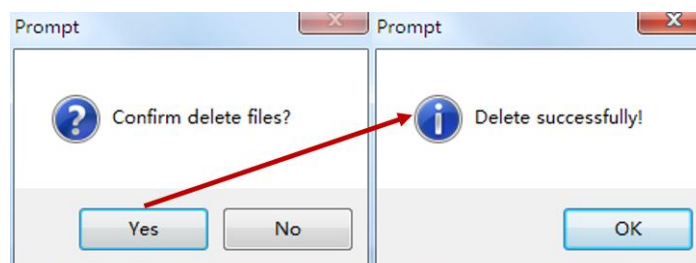 Prompt
Confirm delete files?
Yes
No
Prompt
Delete successfully!
OK